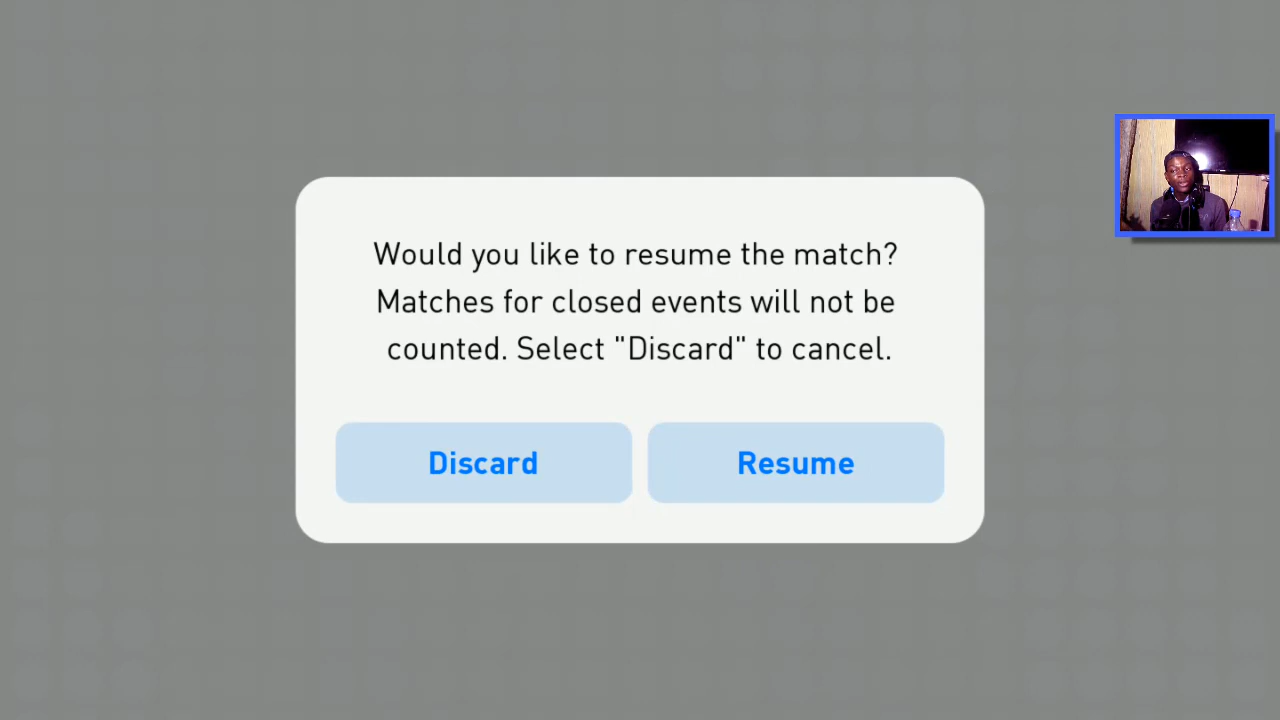 Would you like to resume the match?
Matches for closed events will not be
counted. Select "Discard" to cancel.
Discard
Resume